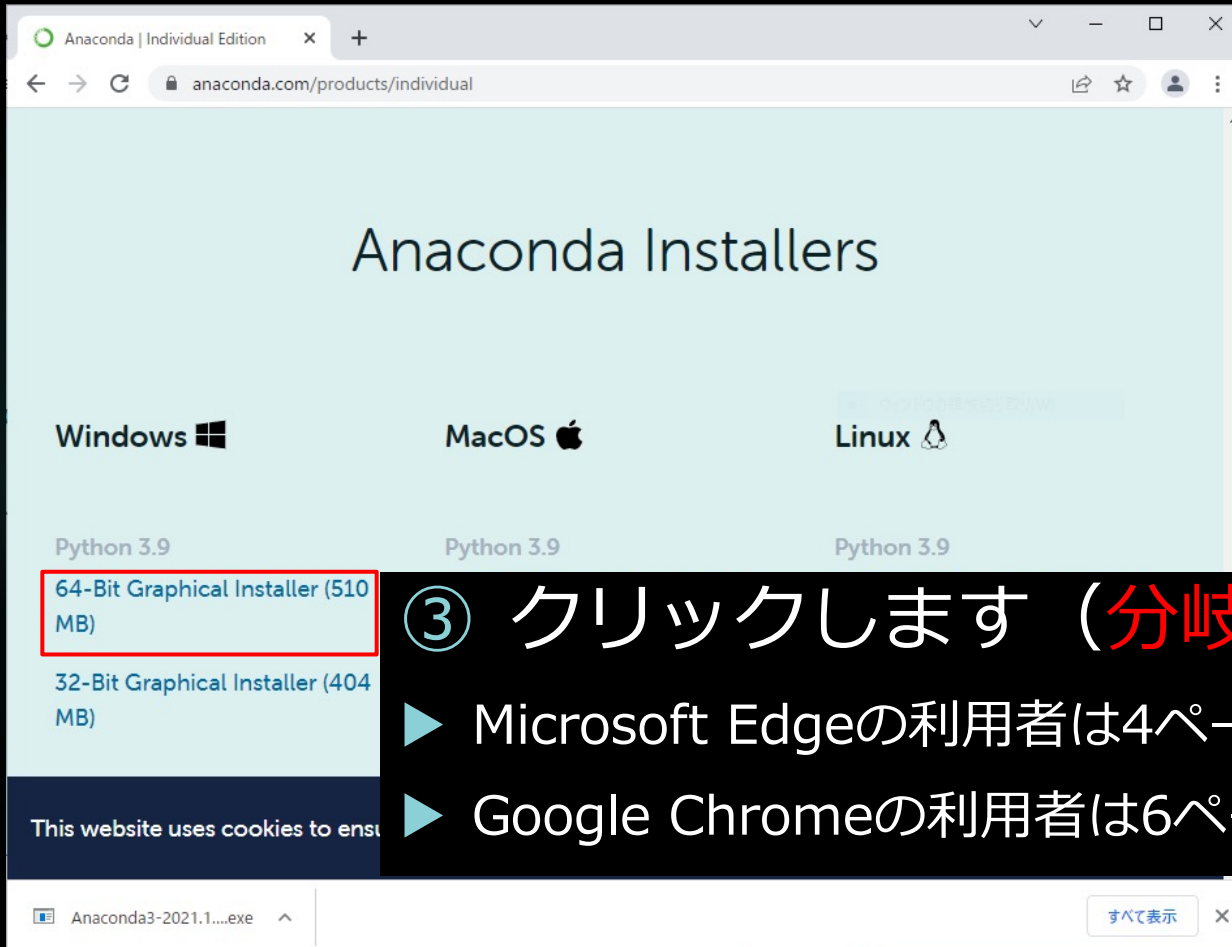 Anaconda | Individual Edition
anaconda.com/products/individual
Anaconda Installers
Windows
MacOS
Linux
Python 3.9
Python 3.9
Python 3.9
64-Bit Graphical Installer (510
MB)
32-Bit Graphical Installer (404
MB)
③ クリックします（分岐
Microsoft Edgeの利用者は4ペー
Google Chromeの利用者は6ペ
This website uses cookies to ensu
Anaconda3-2021.1....exe
すべて表示